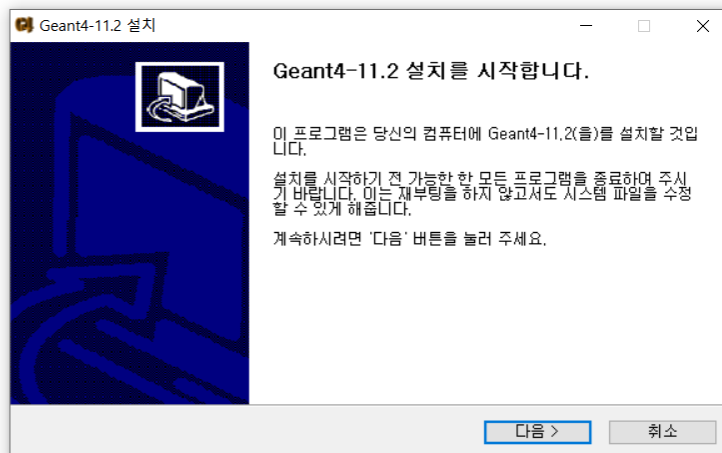 Geant4-11.2 설치
Geant4-11.2 설치를 시작합니다.
이 프로그램은 당신의 컴퓨터에 Geant4-11.2(을)를 설치할 것입
니다.
설치를 시작하기 전 가능한 한 모든 프로그램을 종료하여 주시
기 바랍니다. 이는 재부팅을 하지 않고서도 시스템 파일을 수정
할 수 있게 해줍니다.
계속하시려면 '다음' 버튼을 눌러 주세요.
다음 >
취소